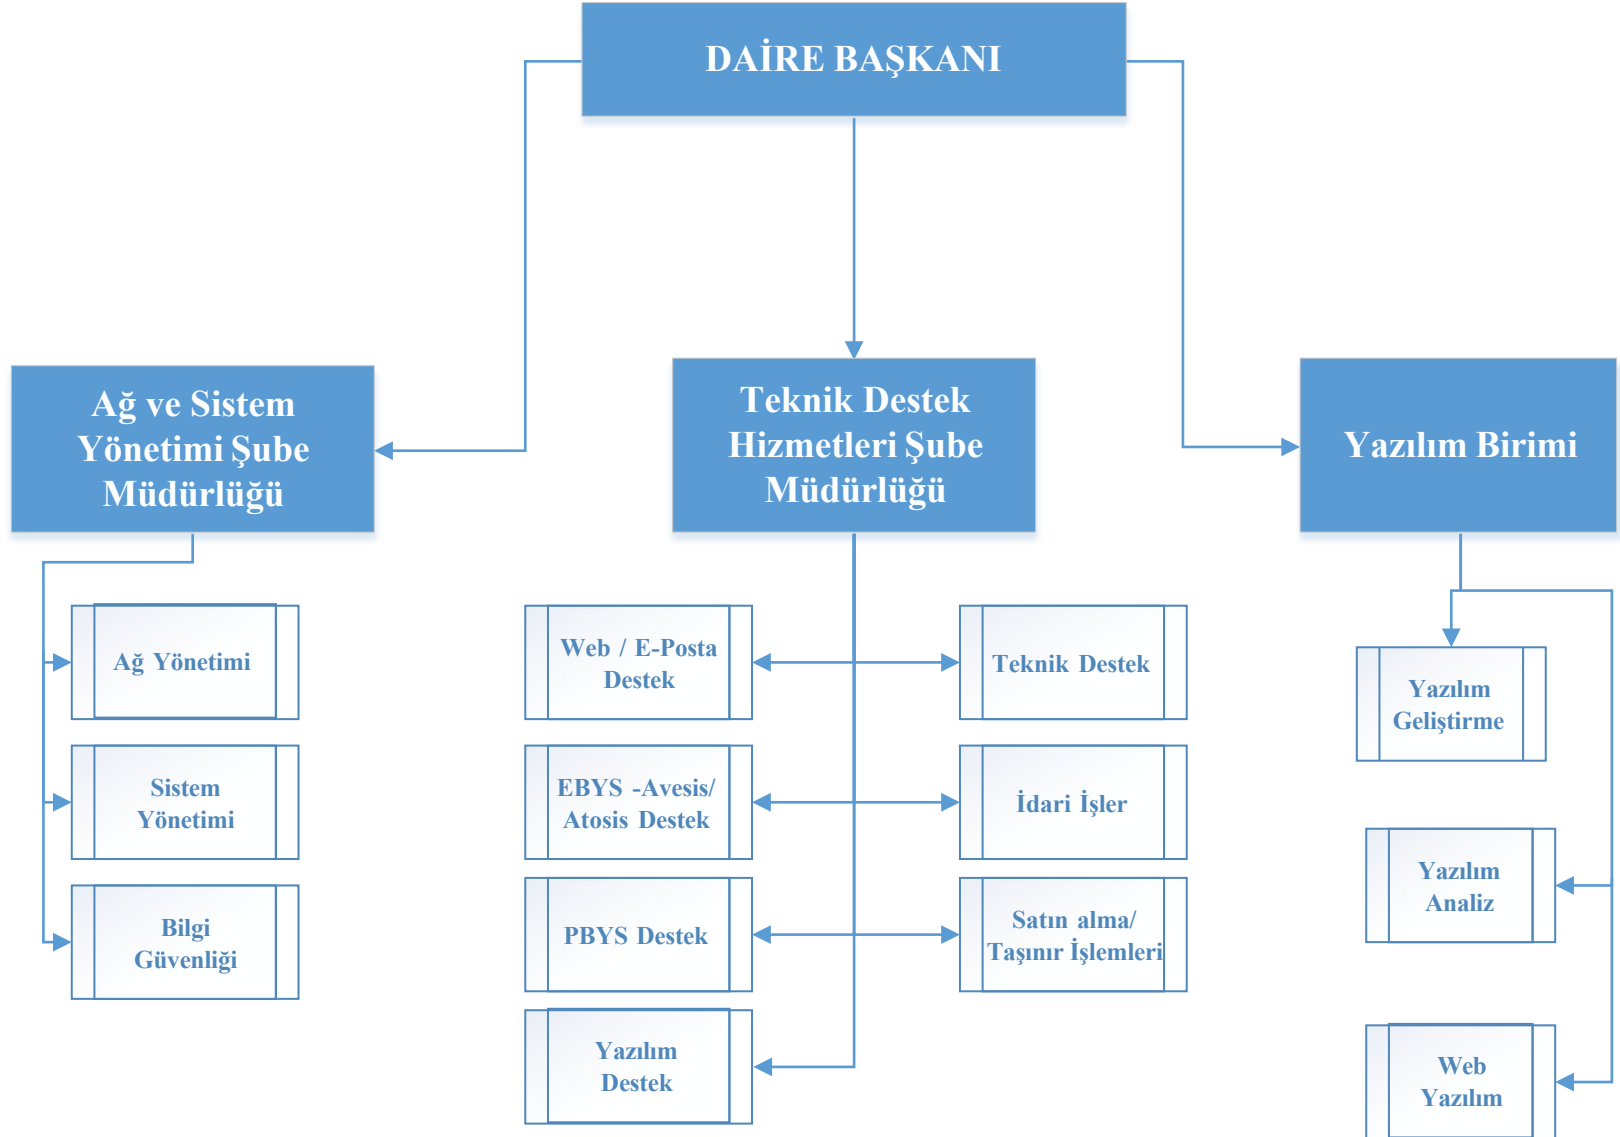 DAİRE BAŞKANI
Ağ ve Sistem
Yönetimi Şube
Müdürlüğü
Teknik Destek
Hizmetleri Şube
Müdürlüğü
Yazılım Birimi
Ağ Yönetimi
Sistem
Yönetimi
Bilgi
Güvenliği
Web / E-Posta
Destek
EBYS -Avesis/
Atosis Destek
PBYS Destek
Yazılım
Destek
Teknik Destek
İdari İşler
Satın alma/
Taşınır İşlemleri
Yazılım
Geliştirme
Yazılım
Analiz
Web
Yazılım